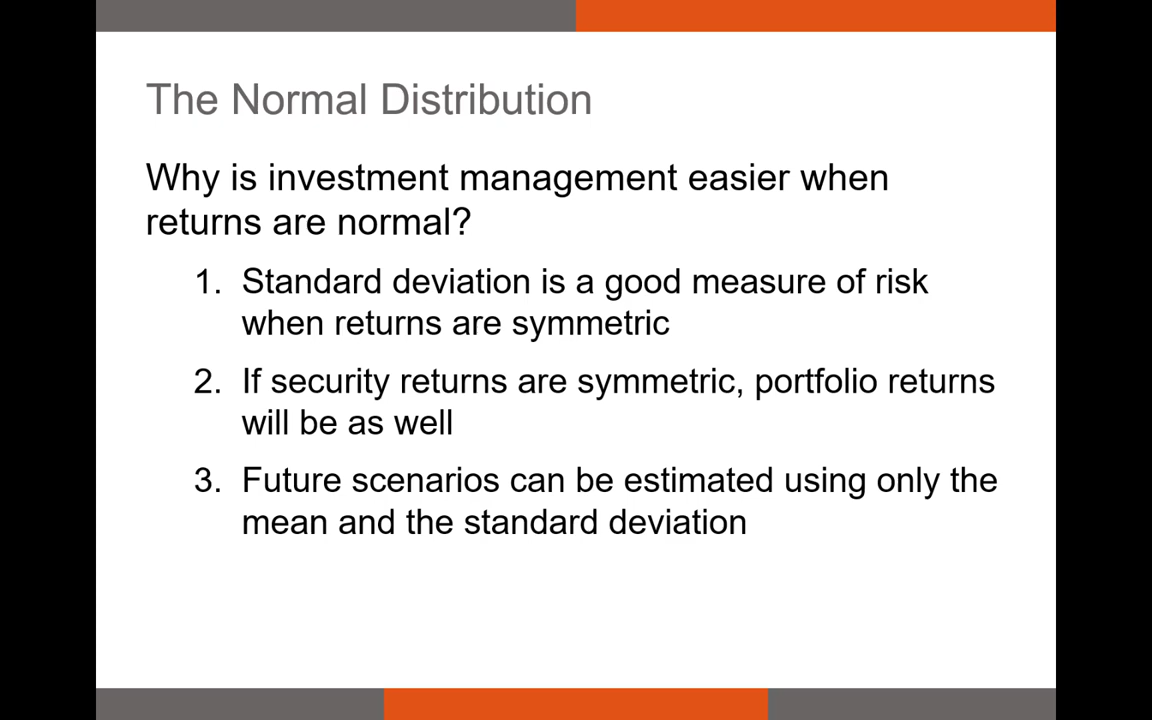 The Normal Distribution
Why is investment management easier when
returns are normal?
1. Standard deviation is a good measure of risk
when returns are symmetric
2. If security returns are symmetric, portfolio returns
will be as well
3. Future scenarios can be estimated using only the
mean and the standard deviation